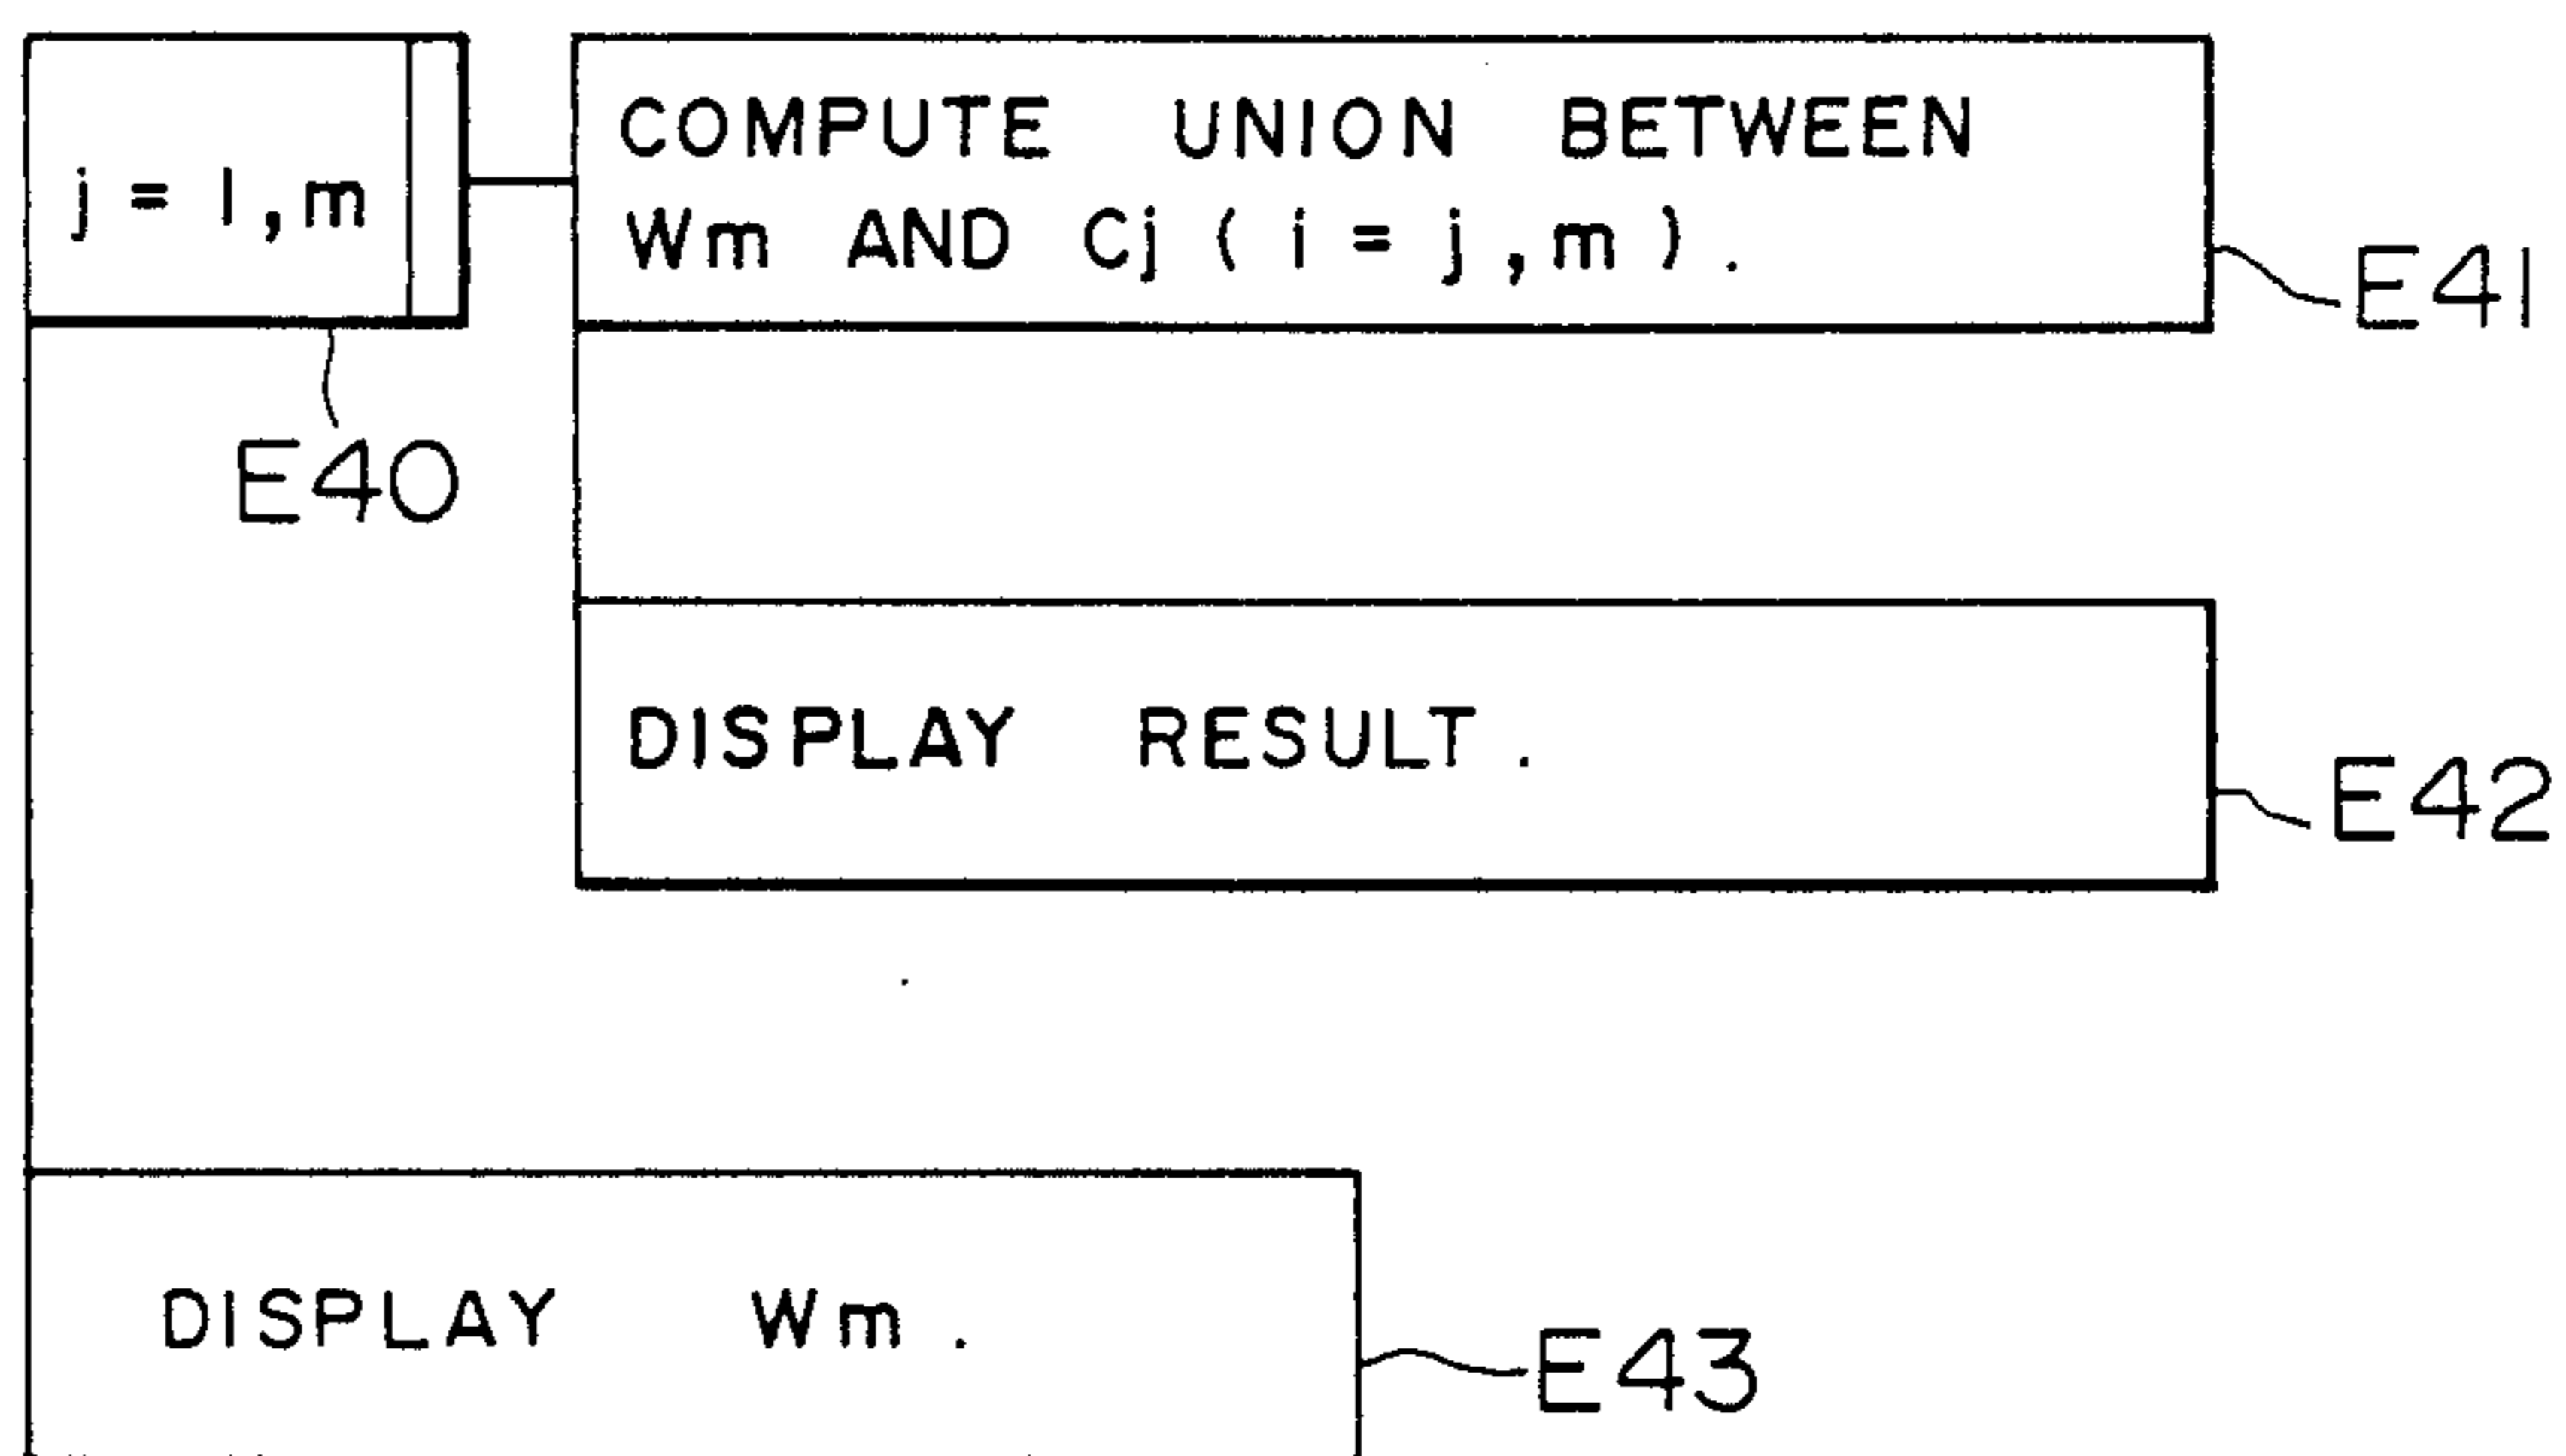 j = 1, m
COMPUTE UNION BETWEEN
Wm AND Cj ( i = j, m ).
E41
E40
DISPLAY RESULT.
E42
DISPLAY Wm.
E43